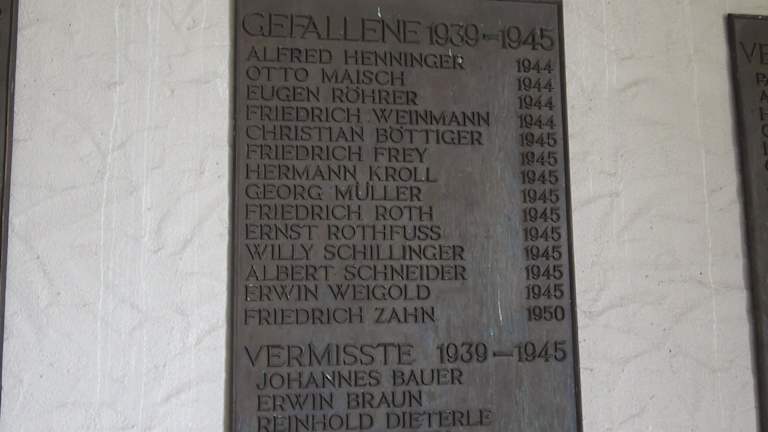 GEFALLENE 1939-1945
ALFRED HENNINGER 1944
OTTO MAISCH 1944
EUGEN RÖHRER 1944
FRIEDRICH WEINMANN 1944
CHRISTIAN BÖTTIGER 1945
FRIEDRICH FREY 1945
HERMANN KROLL 1945
GEORG MÜLLER 1945
FRIEDRICH ROTH 1945
ERNST ROTHFUSS 1945
WILLY SCHILLINGER 1945
ALBERT SCHNEIDER 1945
ERWIN WEIGOLD 1945
FRIEDRICH ZAHN 1950
VERMISSTE 1939-1945
JOHANNES BAUER
ERWIN BRAUN
REINHOLD DIETERLE